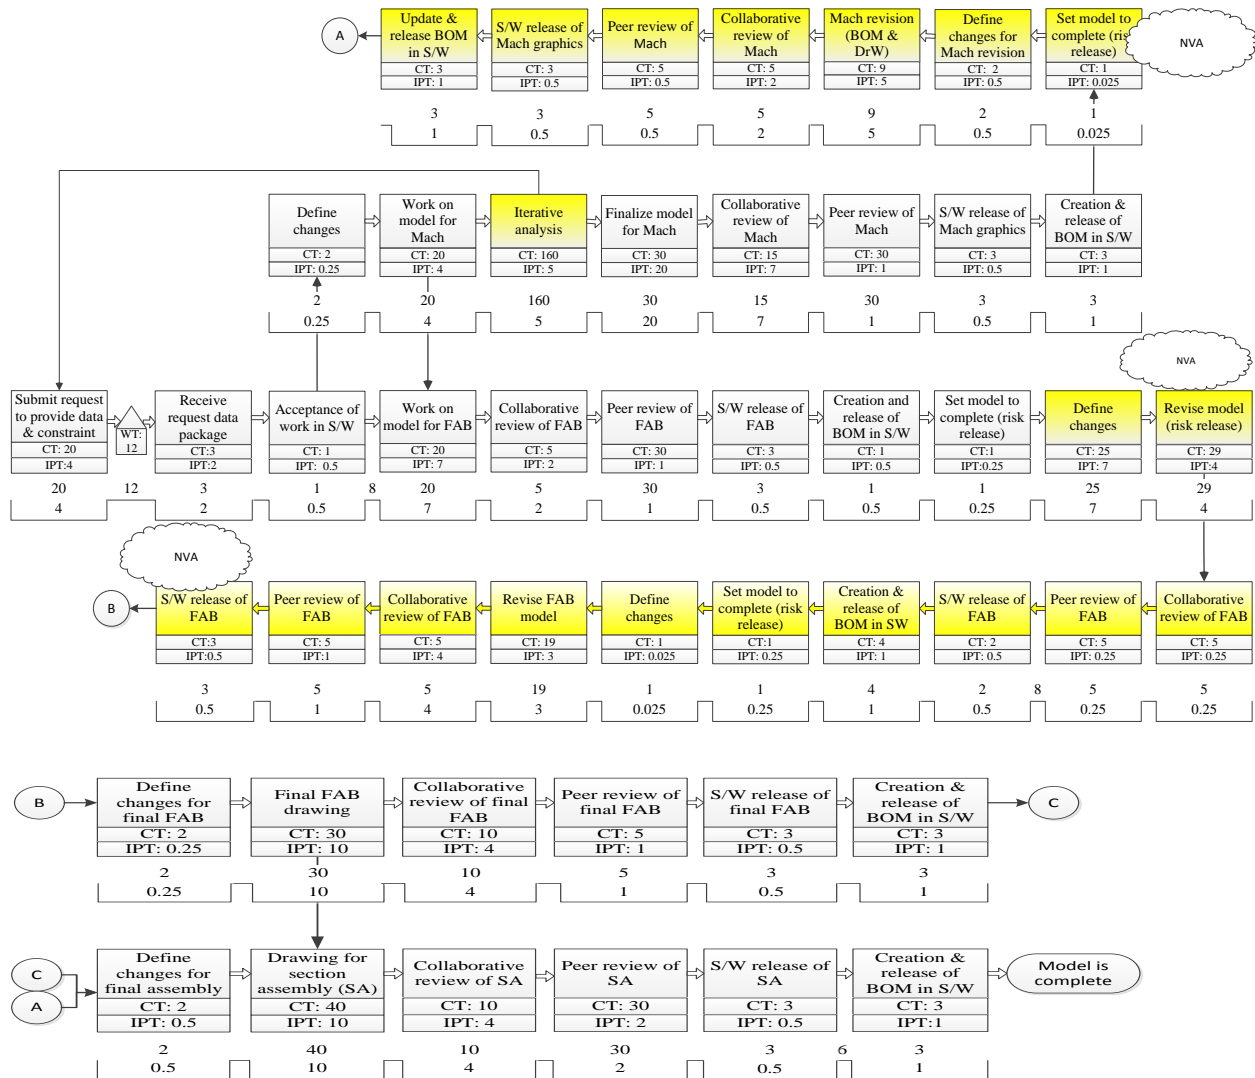 A
Update &
release BOM
in S/W
CT: 3
IPT: 1
S/W release of
Mach graphics
CT: 3
IPT: 0.5
Peer review of
Mach
CT: 5
IPT: 0.5
Collaborative
review of
Mach
CT: 5
IPT: 2
Mach revision
(BOM &
DrW)
CT: 9
IPT: 5
Define
changes for
Mach revision
CT: 2
IPT: 0.5
Set model to
complete (risk
release)
CT: 1
IPT: 0.025
NVA
3 3 5 5 9 2 1
1 0.5 0.5 2 5 0.5 0.025
Define
changes
CT: 2
IPT: 0.25
Work on
model for
Mach
CT: 20
IPT: 4
Iterative
analysis
CT: 160
IPT: 5
Finalize model
for Mach
CT: 30
IPT: 20
Collaborative
review of
Mach
CT: 15
IPT: 7
Peer review of
Mach
CT: 30
IPT: 1
S/W release of
Mach graphics
CT: 3
IPT: 0.5
Creation &
release of
BOM in S/W
CT: 3
IPT: 1
2 20 160 30 15 30 3 3
0.25 4 5 20 7 1 0.5 1
NVA
Submit request
to provide data
& constraint
CT: 20
IPT:4
WT:
12
Receive
request data
package
CT:3
IPT:2
Acceptance of
work in S/W
CT: 1
IPT: 0.5
Work on
model for FAB
CT: 20
IPT: 7
Collaborative
review of FAB
CT: 5
IPT: 2
Peer review of
FAB
CT: 30
IPT: 1
S/W release of
FAB
CT: 3
IPT: 0.5
Creation and
release of
BOM in S/W
CT: 1
IPT: 0.5
Set model to
complete (risk
release)
CT:1
IPT:0.25
Define
changes
CT: 25
IPT: 7
Revise model
(risk release)
CT: 29
IPT:4
20 12 3 1 8 20 5 30 3 1 1 25 29
4 2 0.5 7 2 1 0.5 0.5 0.25 7 4
NVA
B
S/W release of
FAB
CT:3
IPT:0.5
Peer review of
FAB
CT: 5
IPT:1
Collaborative
review of FAB
CT: 5
IPT: 4
Revise FAB
model
CT: 19
IPT: 3
Define
changes
CT: 1
IPT: 0.025
Set model to
complete (risk
release)
CT:1
IPT: 0.25
Creation &
release of
BOM in SW
CT: 4
IPT: 1
S/W release of
FAB
CT: 2
IPT: 0.5
Peer review of
FAB
CT: 5
IPT: 0.25
Collaborative
review of FAB
CT: 5
IPT: 0.25
3 5 5 19 1 1 4 2 8 5 5
0.5 1 4 3 0.025 0.25 1 0.5 0.25 0.25
B
Define
changes for
final FAB
CT: 2
IPT: 0.25
Final FAB
drawing
CT: 30
IPT: 10
Collaborative
review of final
FAB
CT: 10
IPT: 4
Peer review of
final FAB
CT: 5
IPT: 1
S/W release of
final FAB
CT: 3
IPT: 0.5
Creation &
release of
BOM in S/W
CT: 3
IPT: 1
C
2 30 10 5 3 3
0.25 10 4 1 0.5 1
C
A
Define
changes for
final assembly
CT: 2
IPT: 0.5
Drawing for
section
assembly (SA)
CT: 40
IPT: 10
Collaborative
review of SA
CT: 10
IPT: 4
Peer review of
SA
CT: 30
IPT: 2
S/W release of
SA
CT: 3
IPT: 0.5
Creation &
release of
BOM in S/W
CT: 3
IPT:1
Model is
complete
2 40 10 30 3 6 3
0.5 10 4 2 0.5 1